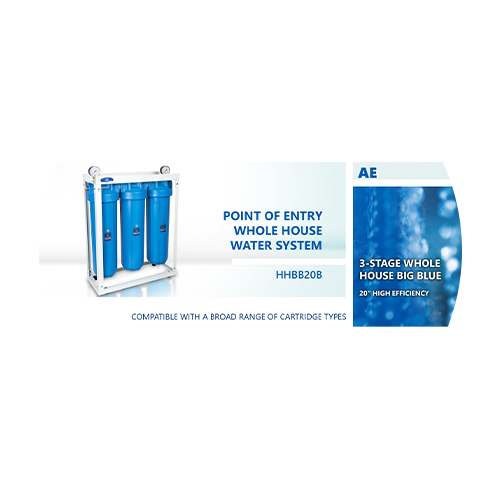 POINT OF ENTRY
WHOLE HOUSE
WATER SYSTEM
HHBB20B
COMPATIBLE WITH A BROAD RANGE OF CARTRIDGE TYPES
AE
3-STAGE WHOLE
HOUSE BIG BLUE
20" HIGH EFFICIENCY